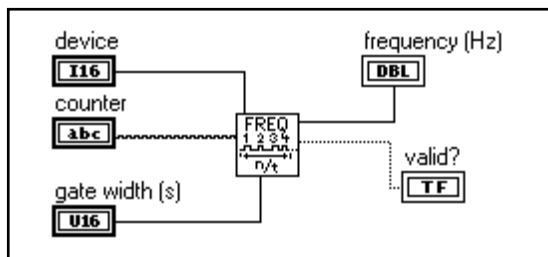 device
I16
counter
abc
gate width (s)
U16
FREQ
1 2 3 4
n/t
frequency (Hz)
DBL
valid?
TF